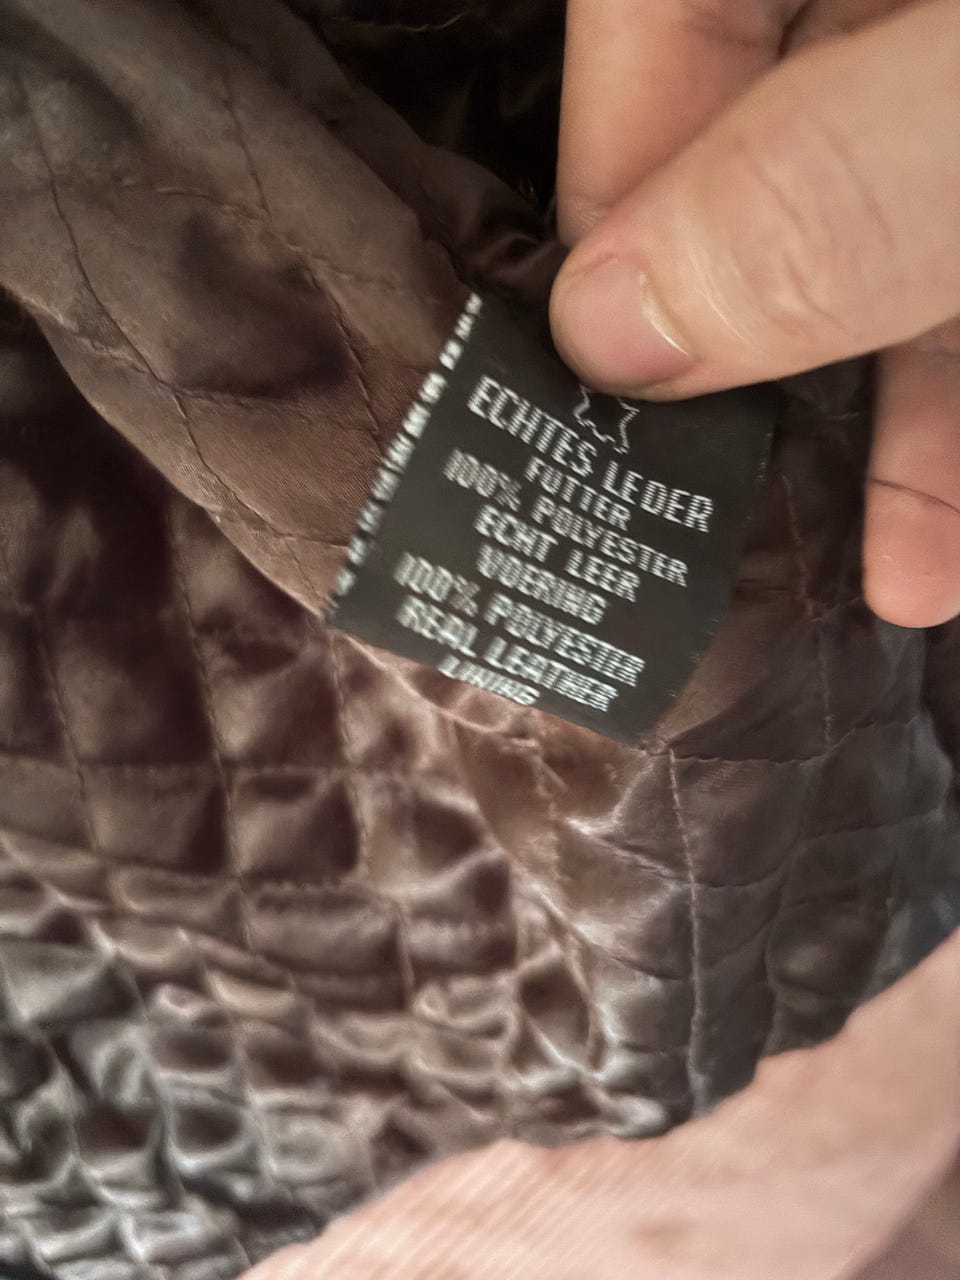 ECHTES LEDER
FUTTER
100% POLYESTER
ECHT LEER
VOERING
100% POLYESTER
REAL LEATHER
LINING